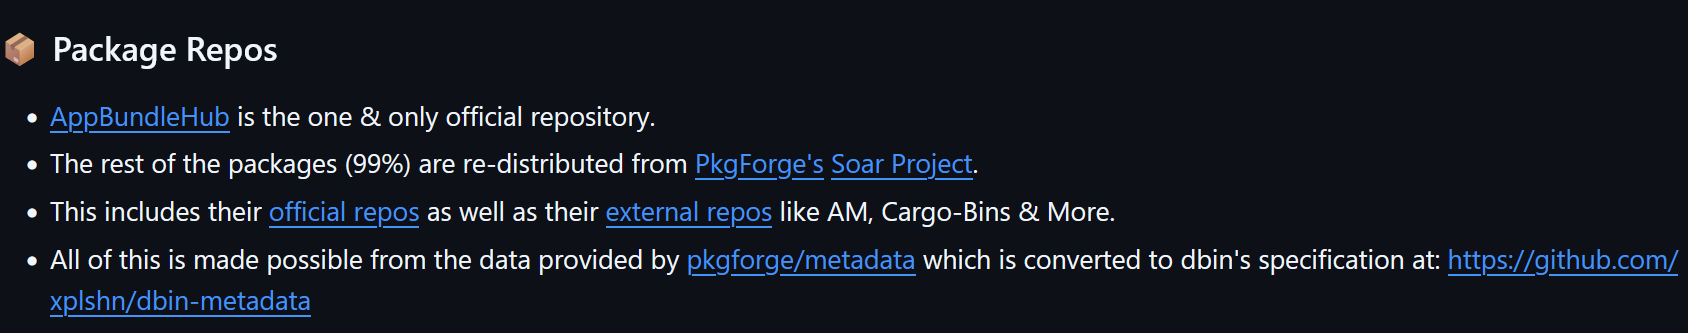 📦 Package Repos
• AppBundleHub is the one & only official repository.
• The rest of the packages (99%) are re-distributed from PkgForge's Soar Project.
• This includes their official repos as well as their external repos like AM, Cargo-Bins & More.
• All of this is made possible from the data provided by pkgforge/metadata which is converted to dbin's specification at: https://github.com/
xplshn/dbin-metadata